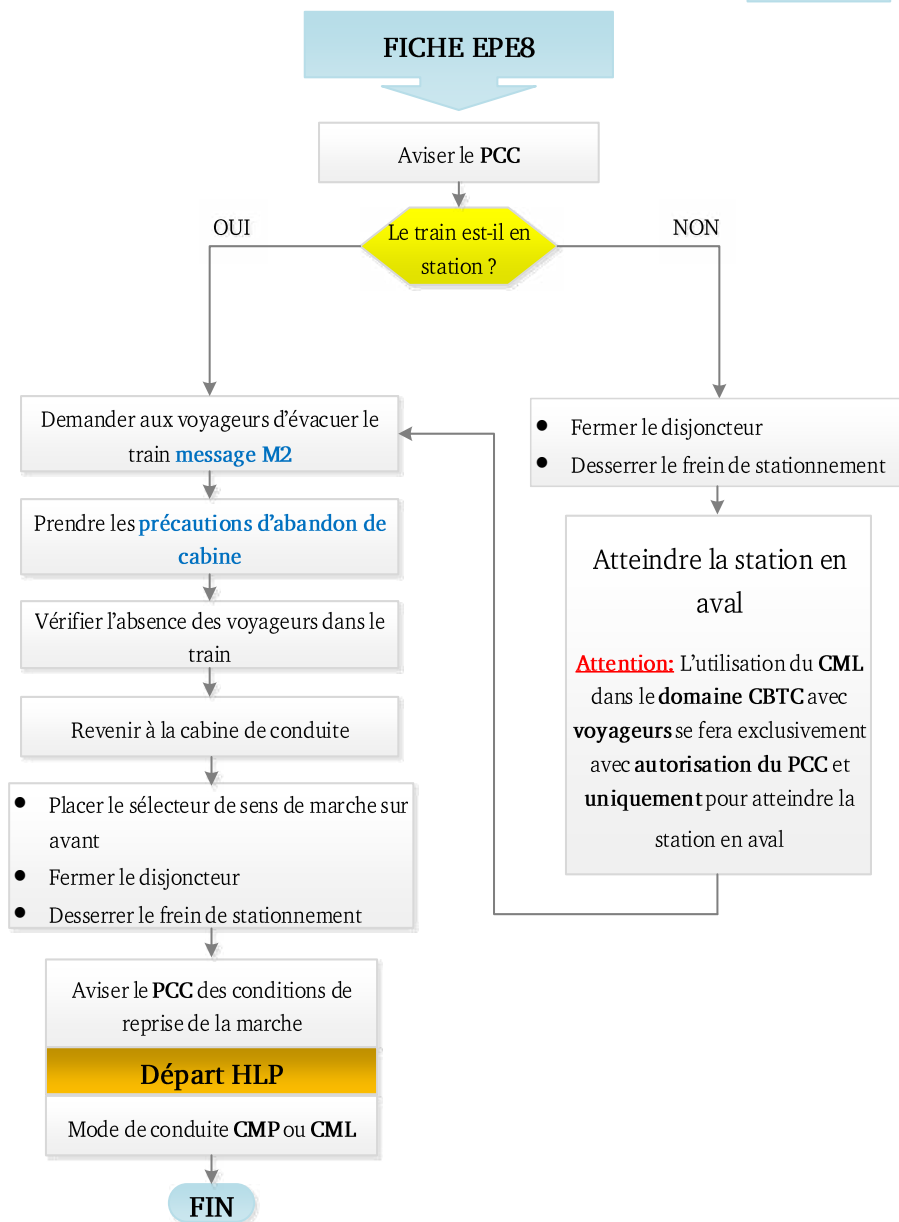 FICHE EPE8
Aviser le PCC
Le train est-il en
station ?
OUI
NON
Demander aux voyageurs d'évacuer le
train message M2
Prendre les précautions d'abandon de
cabine
Vérifier l'absence des voyageurs dans le
train
Revenir à la cabine de conduite
• Placer le sélecteur de sens de marche sur
avant
• Fermer le disjoncteur
• Desserrer le frein de stationnement
Aviser le PCC des conditions de
reprise de la marche
Départ HLP
Mode de conduite CMP ou CML
FIN
• Fermer le disjoncteur
• Desserrer le frein de stationnement
Atteindre la station en
aval
Attention: L'utilisation du CML
dans le domaine CBTC avec
voyageurs se fera exclusivement
avec autorisation du PCC et
uniquement pour atteindre la
station en aval